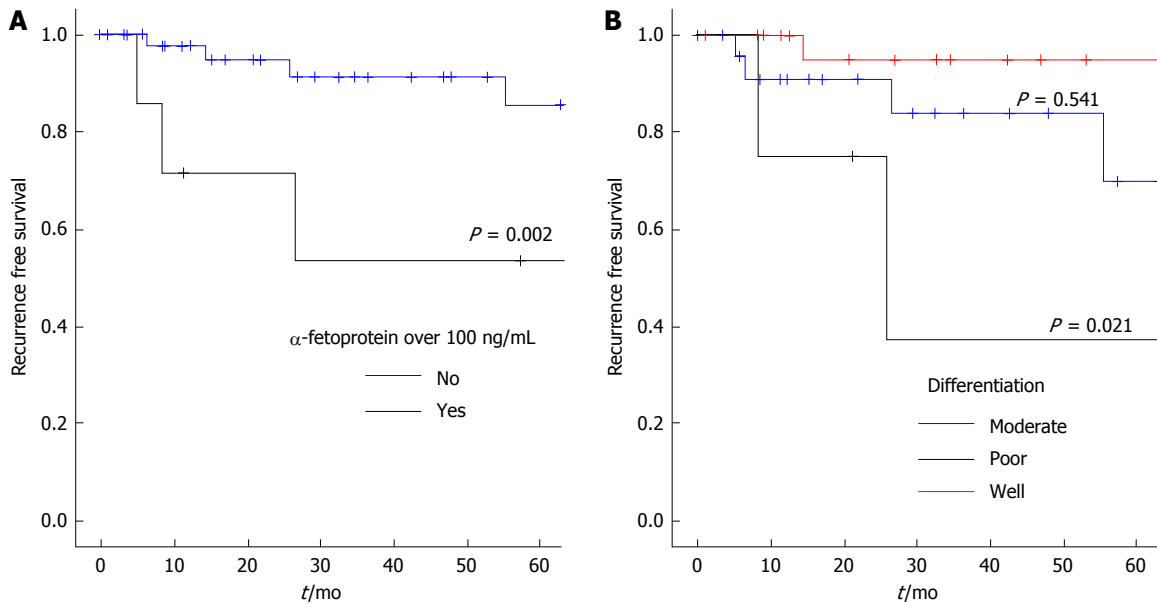 A
1.0
0.8
0.6
0.4
0.2
0.0
Recurrence free survival
P = 0.002
α-fetoprotein over 100 ng/mL
No
Yes
0 10 20 30 40 50 60
t/mo
B
1.0
0.8
0.6
0.4
0.2
0.0
Recurrence free survival
P = 0.541
P = 0.021
Differentiation
Moderate
Poor
Well
0 10 20 30 40 50 60
t/mo